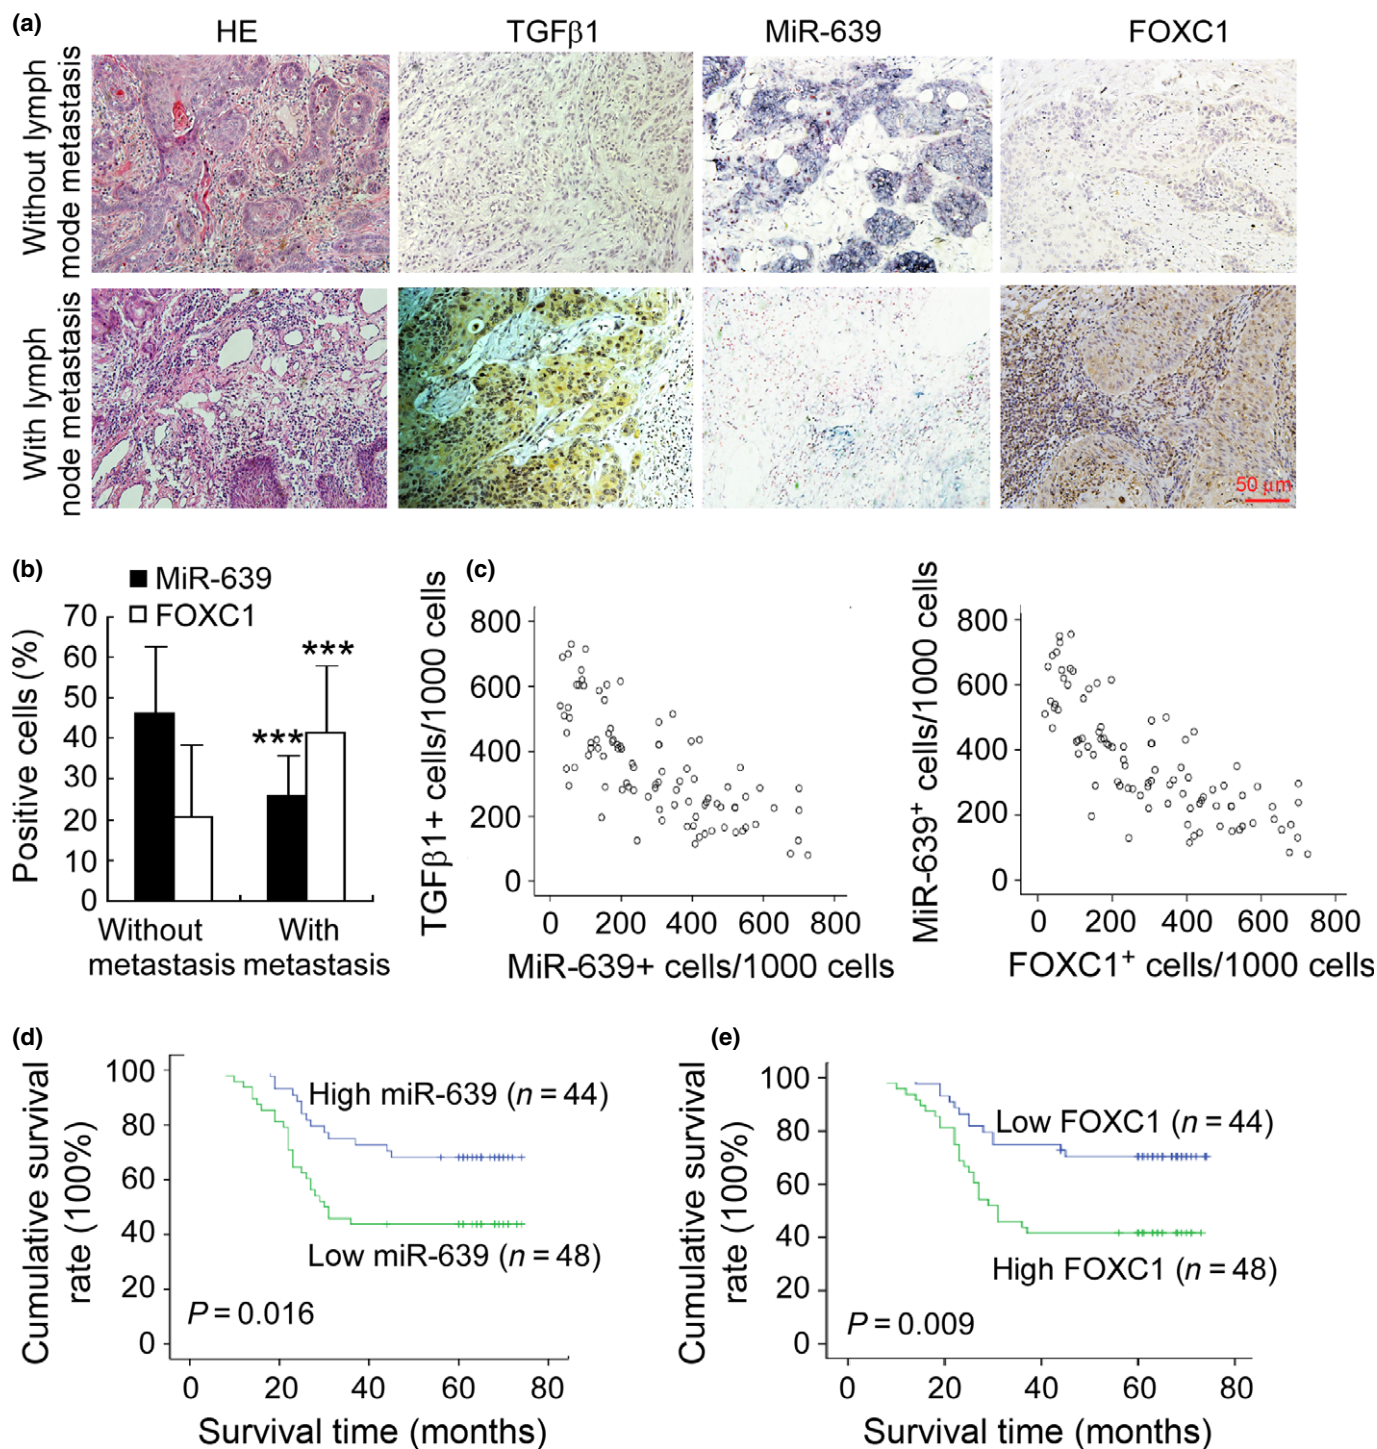 (a)
HE
TGFβ1
MiR-639
FOXC1
Without lymph
mode metastasis
With lymph
node metastasis
50 μm
(b)
MiR-639
FOXC1
Positive cells (%)
70
60
50
40
30
20
10
0
***
***
Without
metastasis
With
metastasis
(c)
TGFβ1+ cells/1000 cells
800
600
400
200
0
0 200 400 600 800
MiR-639+ cells/1000 cells
MiR-639⁺ cells/1000 cells
800
600
400
200
0
0 200 400 600 800
FOXC1⁺ cells/1000 cells
(d)
Cumulative survival
rate (100%)
100
80
60
40
20
0
High miR-639 (n = 44)
Low miR-639 (n = 48)
P = 0.016
0 20 40 60 80
Survival time (months)
(e)
Cumulative survival
rate (100%)
100
80
60
40
20
0
Low FOXC1 (n = 44)
High FOXC1 (n = 48)
P = 0.009
0 20 40 60 80
Survival time (months)